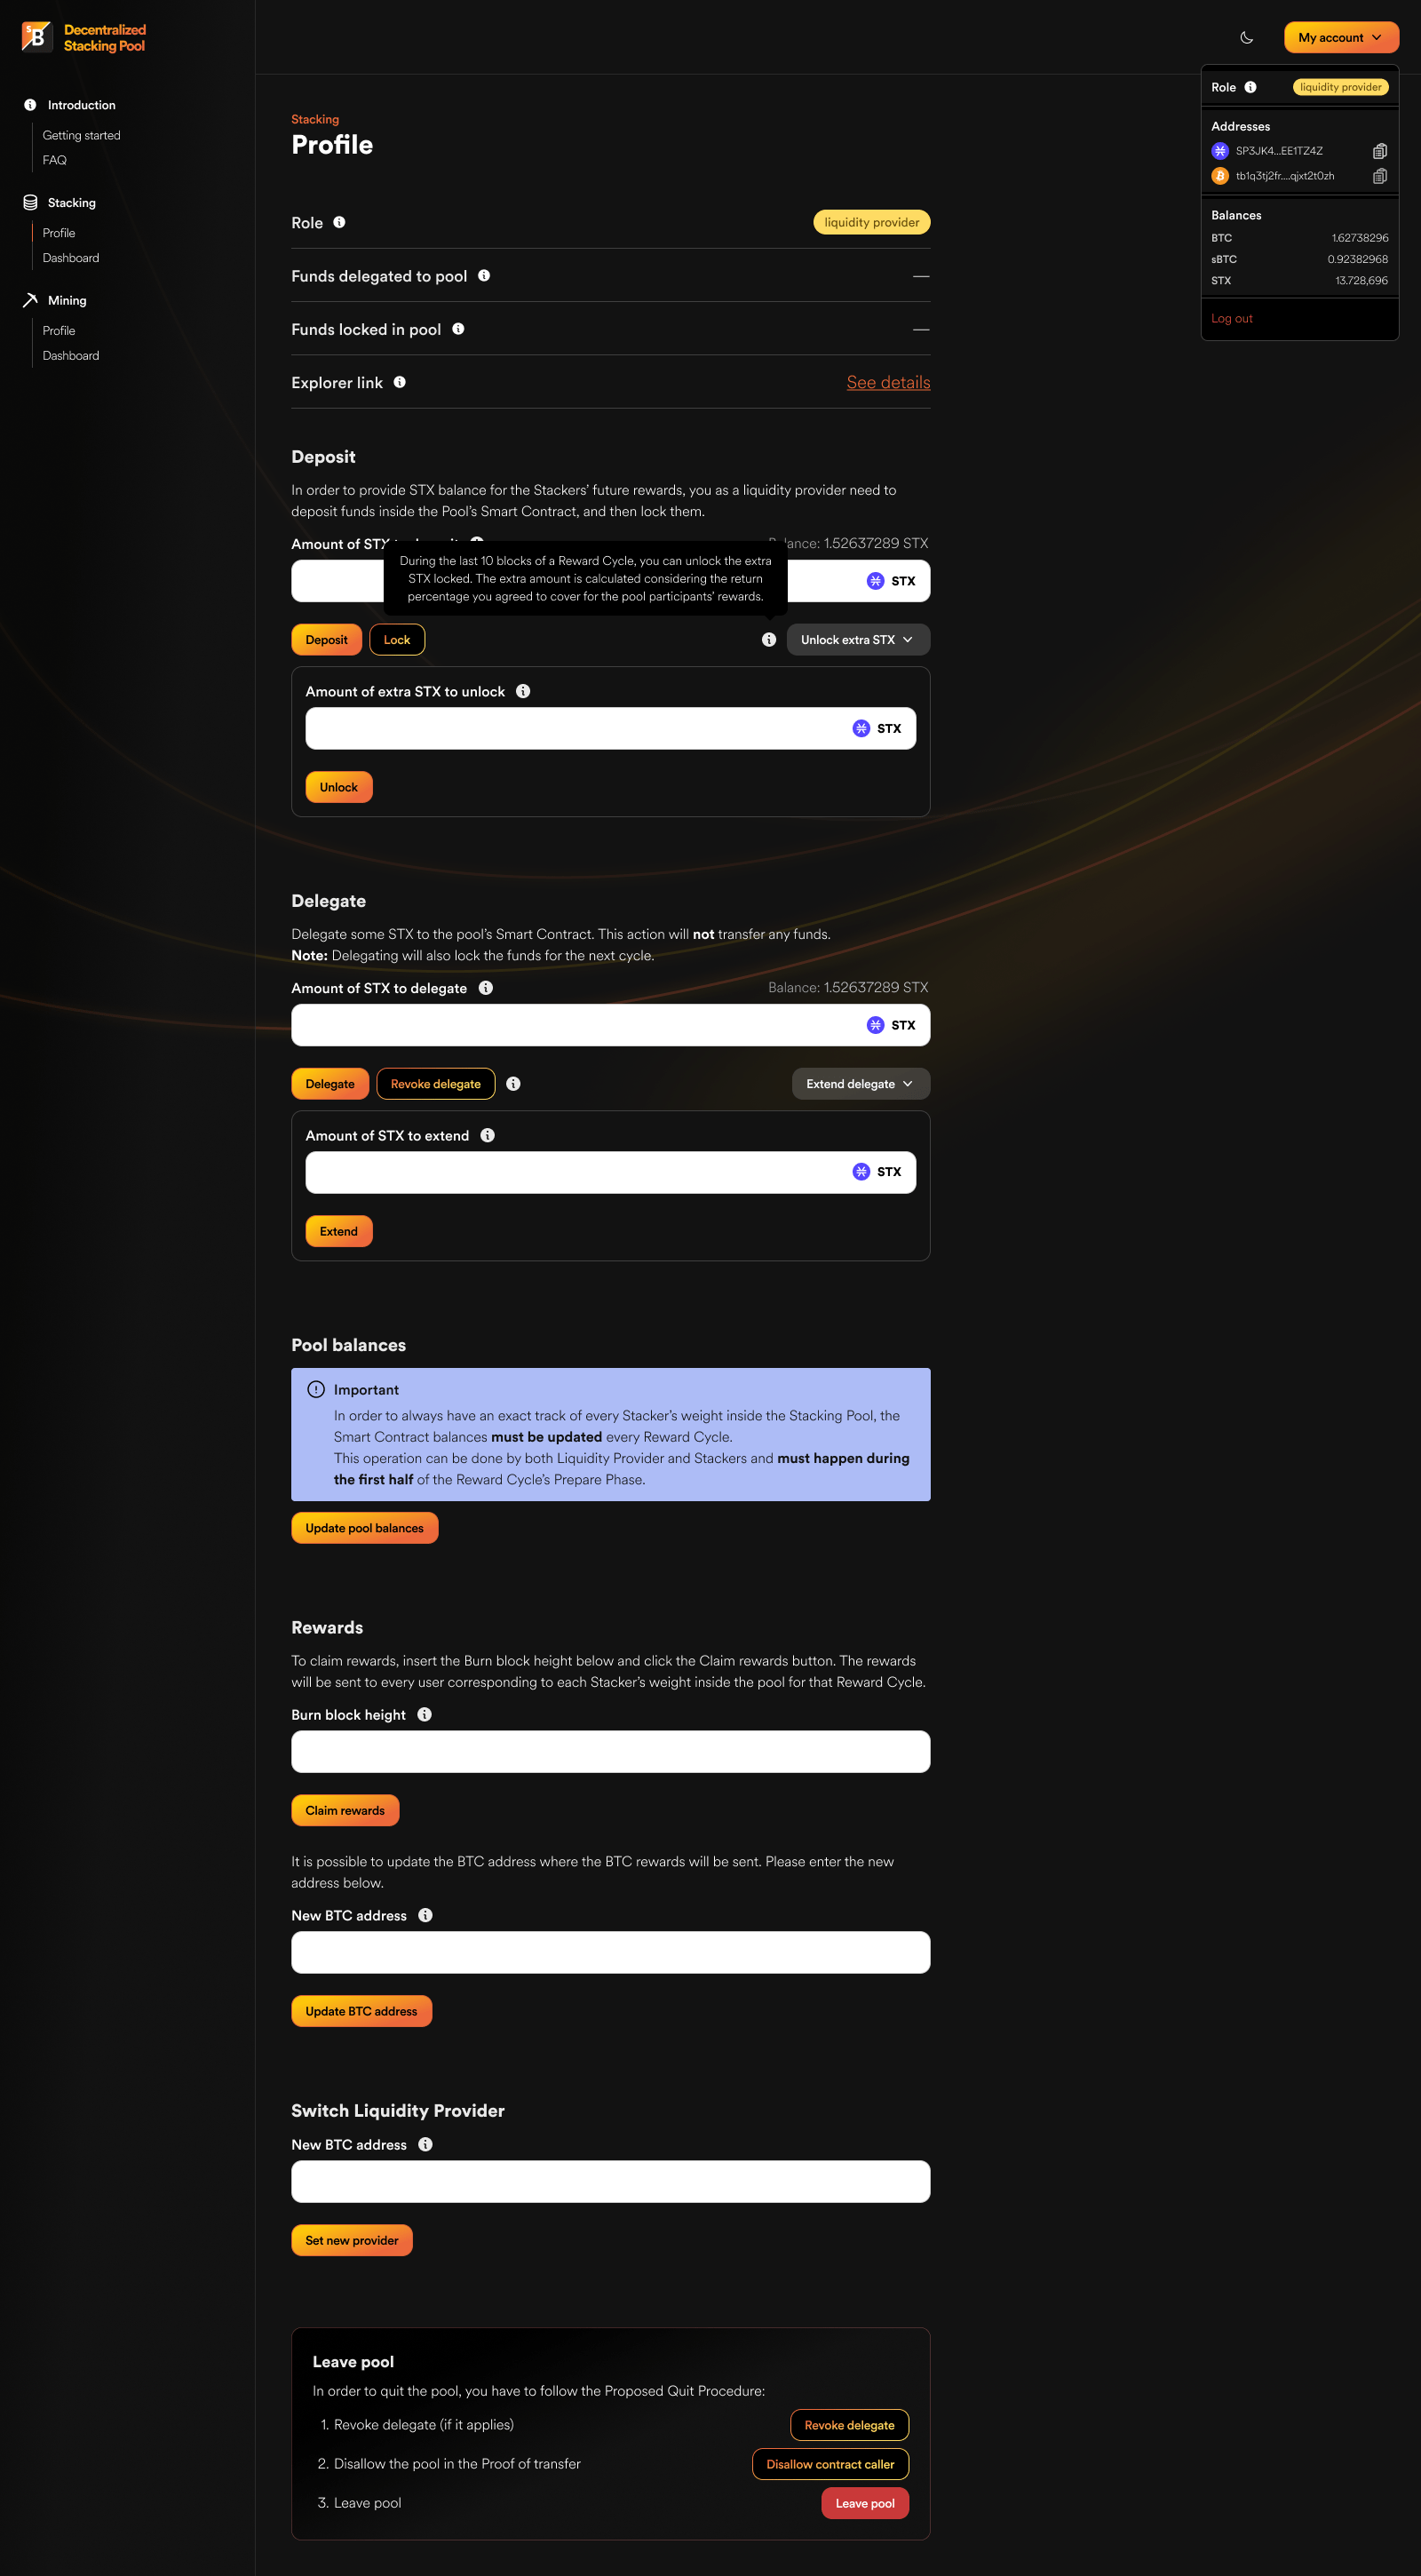 Decentralized
Stacking Pool
My account
Introduction
Getting started
FAQ
Stacking
Profile
Dashboard
Mining
Profile
Dashboard
Role
liquidity provider
Addresses
SP3JK4...EE1TZ4Z
tb1q3tj2fr....qjxt2t0zh
Balances
BTC 1.62738296
sBTC 0.92382968
STX 13.728,696
Log out
Stacking
Profile
Role
liquidity provider
Funds delegated to pool —
Funds locked in pool —
Explorer link See details
Deposit
In order to provide STX balance for the Stackers’ future rewards, you as a liquidity provider need to
deposit funds inside the Pool’s Smart Contract, and then lock them.
Amount of STX
lance: 1.52637289 STX
During the last 10 blocks of a Reward Cycle, you can unlock the extra
STX locked. The extra amount is calculated considering the return
percentage you agreed to cover for the pool participants’ rewards.
STX
Deposit Lock Unlock extra STX
Amount of extra STX to unlock
STX
Unlock
Delegate
Delegate some STX to the pool’s Smart Contract. This action will not transfer any funds.
Note: Delegating will also lock the funds for the next cycle.
Amount of STX to delegate Balance: 1.52637289 STX
STX
Delegate Revoke delegate Extend delegate
Amount of STX to extend
STX
Extend
Pool balances
Important
In order to always have an exact track of every Stacker’s weight inside the Stacking Pool, the
Smart Contract balances must be updated every Reward Cycle.
This operation can be done by both Liquidity Provider and Stackers and must happen during
the first half of the Reward Cycle’s Prepare Phase.
Update pool balances
Rewards
To claim rewards, insert the Burn block height below and click the Claim rewards button. The rewards
will be sent to every user corresponding to each Stacker’s weight inside the pool for that Reward Cycle.
Burn block height
Claim rewards
It is possible to update the BTC address where the BTC rewards will be sent. Please enter the new
address below.
New BTC address
Update BTC address
Switch Liquidity Provider
New BTC address
Set new provider
Leave pool
In order to quit the pool, you have to follow the Proposed Quit Procedure:
1. Revoke delegate (if it applies) Revoke delegate
2. Disallow the pool in the Proof of transfer Disallow contract caller
3. Leave pool Leave pool